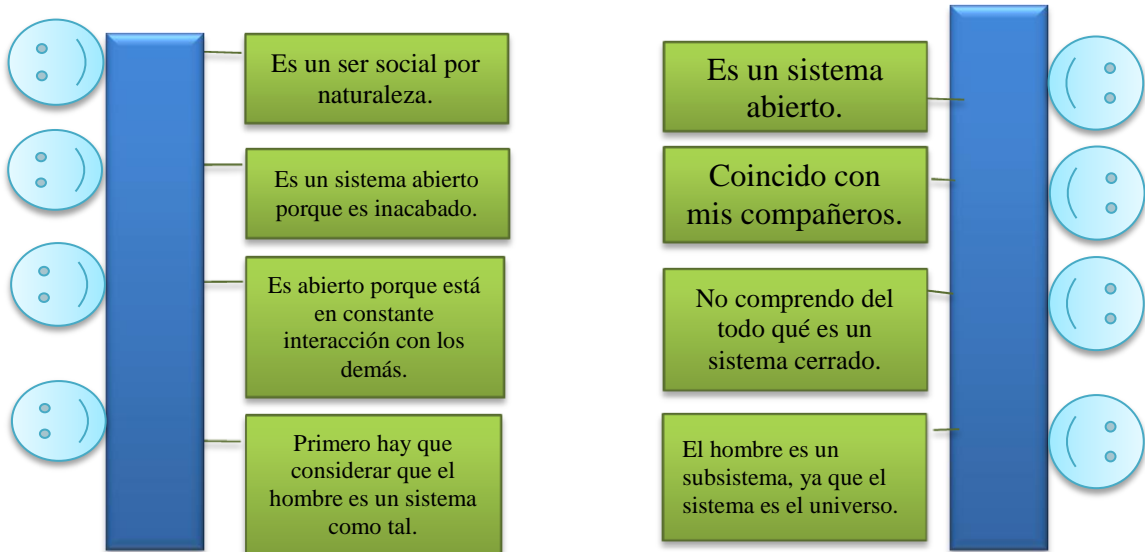 Es un ser social por
naturaleza.
Es un sistema abierto
porque es inacabado.
Es abierto porque está
en constante
interacción con los
demás.
Primero hay que
considerar que el
hombre es un sistema
como tal.
Es un sistema
abierto.
Coincido con
mis compañeros.
No comprendo del
todo qué es un
sistema cerrado.
El hombre es un
subsistema, ya que el
sistema es el universo.